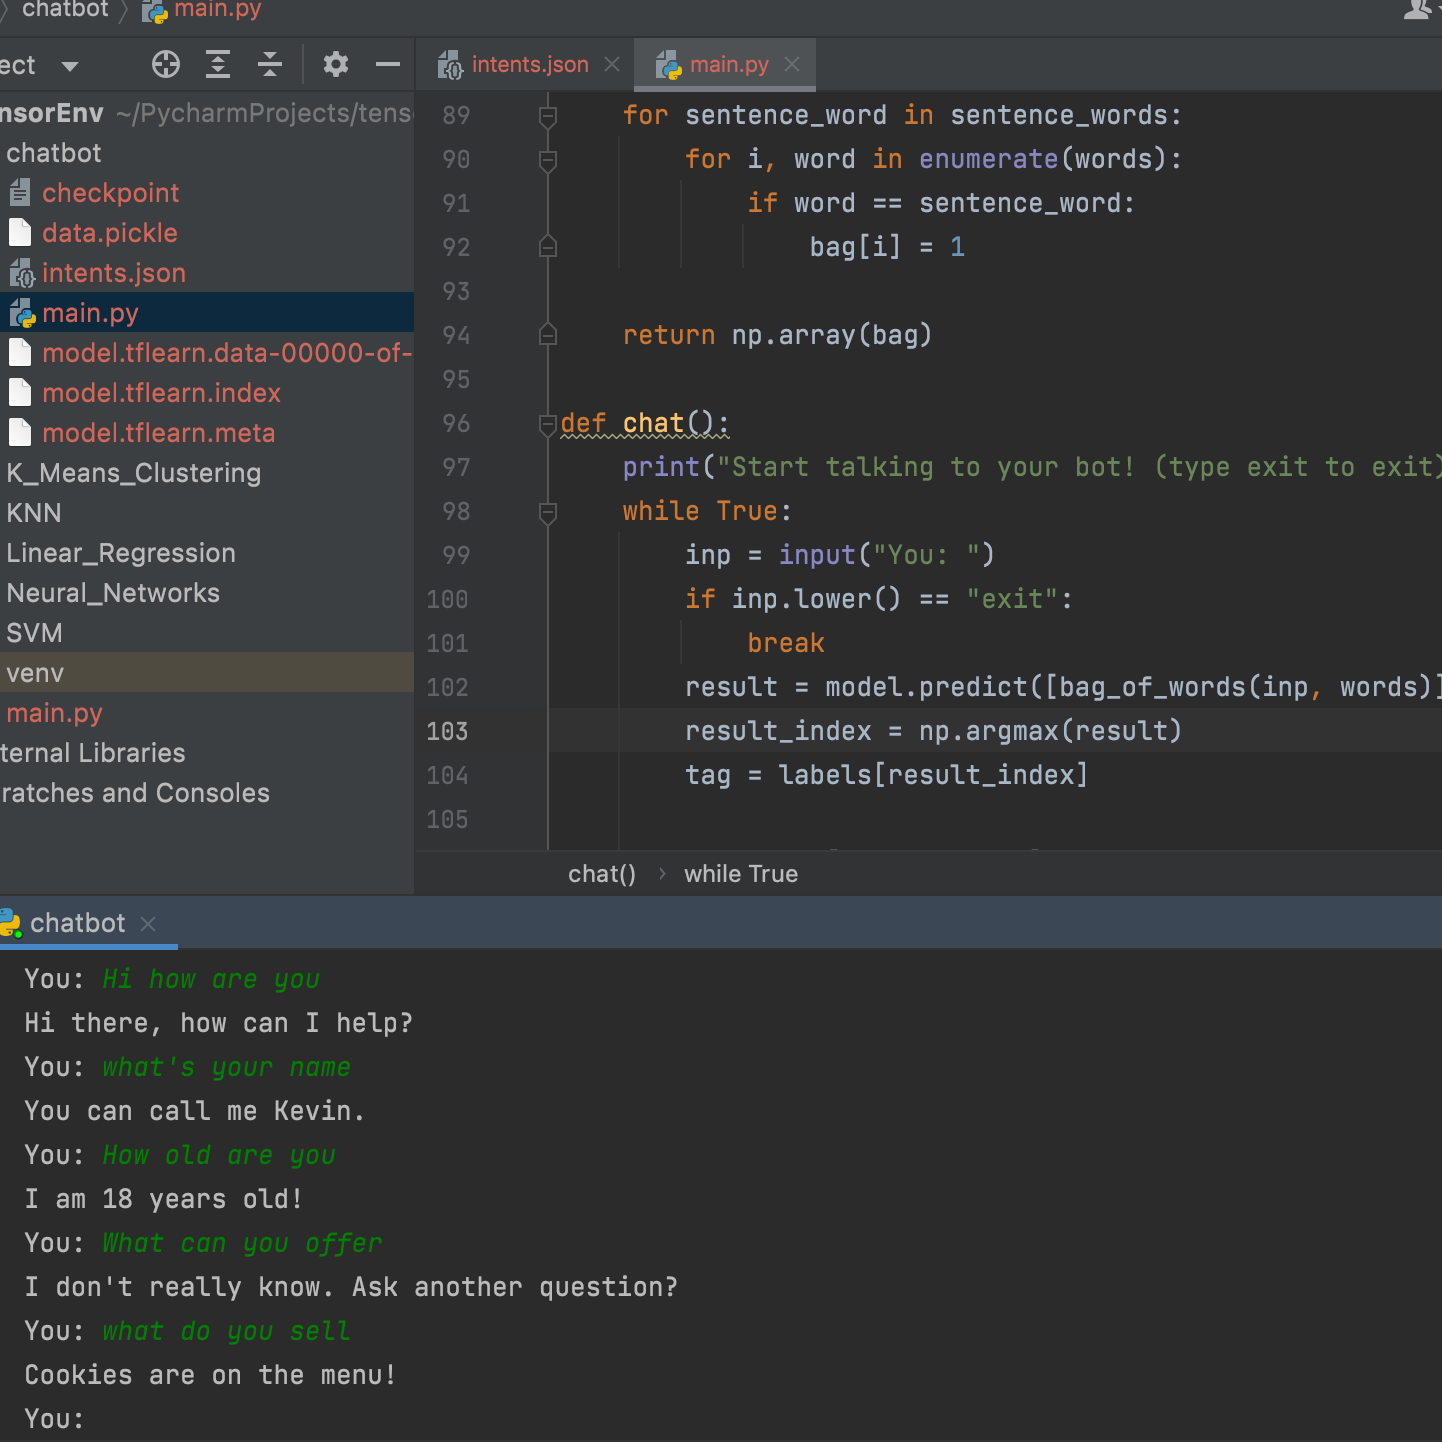 chatbot main.py
ect
intents.json main.py
nsorEnv ~/PycharmProjects/tens
chatbot
checkpoint
data.pickle
intents.json
main.py
model.tflearn.data-00000-of-
model.tflearn.index
model.tflearn.meta
K_Means_Clustering
KNN
Linear_Regression
Neural_Networks
SVM
venv
main.py
ternal Libraries
ratches and Consoles
89 for sentence_word in sentence_words:
90 for i, word in enumerate(words):
91 if word == sentence_word:
92 bag[i] = 1
93
94 return np.array(bag)
95
96 def chat():
97 print("Start talking to your bot! (type exit to exit)
98 while True:
99 inp = input("You: ")
100 if inp.lower() == "exit":
101 break
102 result = model.predict([bag_of_words(inp, words)]
103 result_index = np.argmax(result)
104 tag = labels[result_index]
105
chat() › while True
chatbot
You: Hi how are you
Hi there, how can I help?
You: what's your name
You can call me Kevin.
You: How old are you
I am 18 years old!
You: What can you offer
I don't really know. Ask another question?
You: what do you sell
Cookies are on the menu!
You: